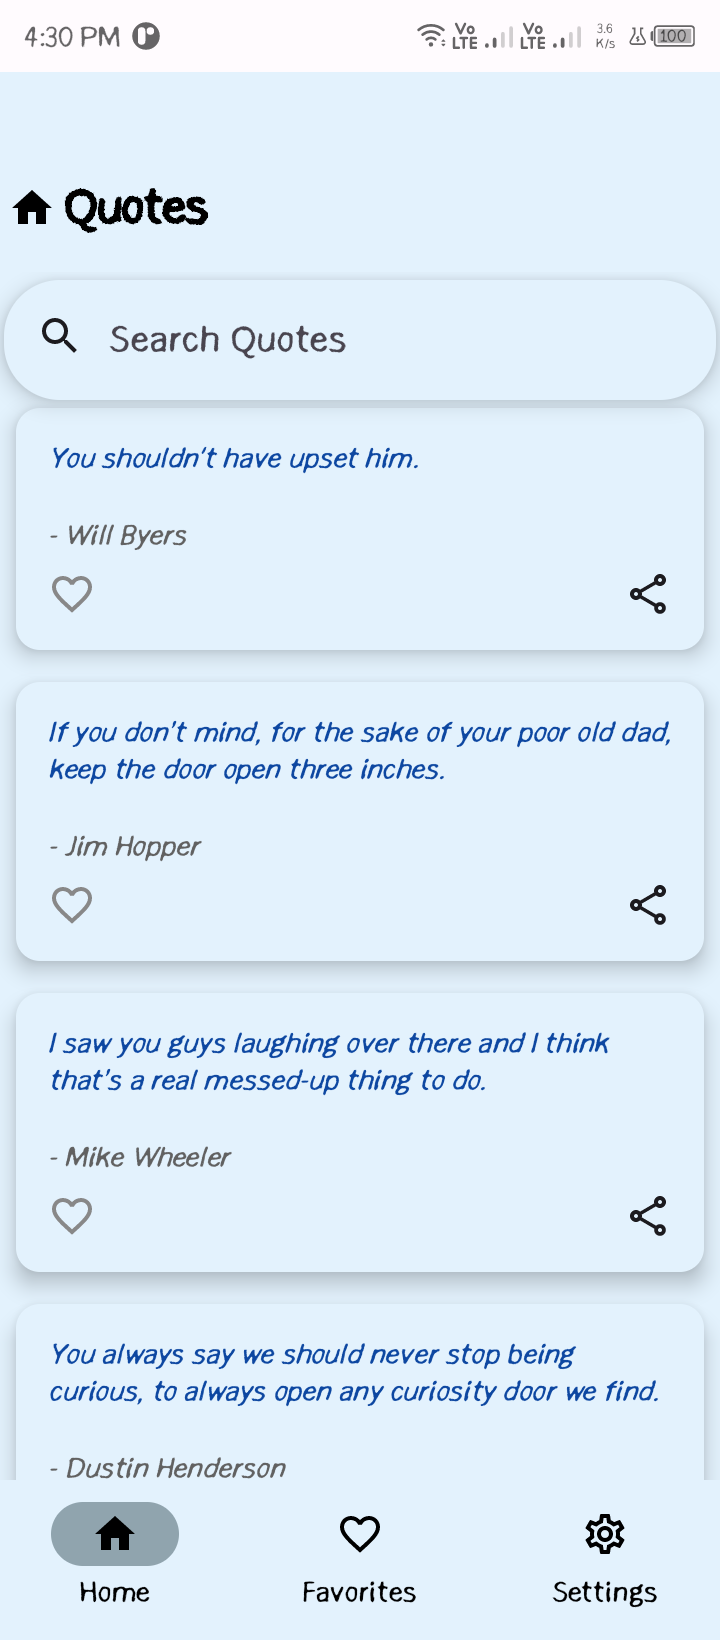 4:30 PM
Vo LTE Vo LTE 3.6 K/s 100
Quotes
Search Quotes
You shouldn't have upset him.
- Will Byers
If you don't mind, for the sake of your poor old dad,
keep the door open three inches.
- Jim Hopper
I saw you guys laughing over there and I think
that's a real messed-up thing to do.
- Mike Wheeler
You always say we should never stop being
curious, to always open any curiosity door we find.
- Dustin Henderson
Home
Favorites
Settings